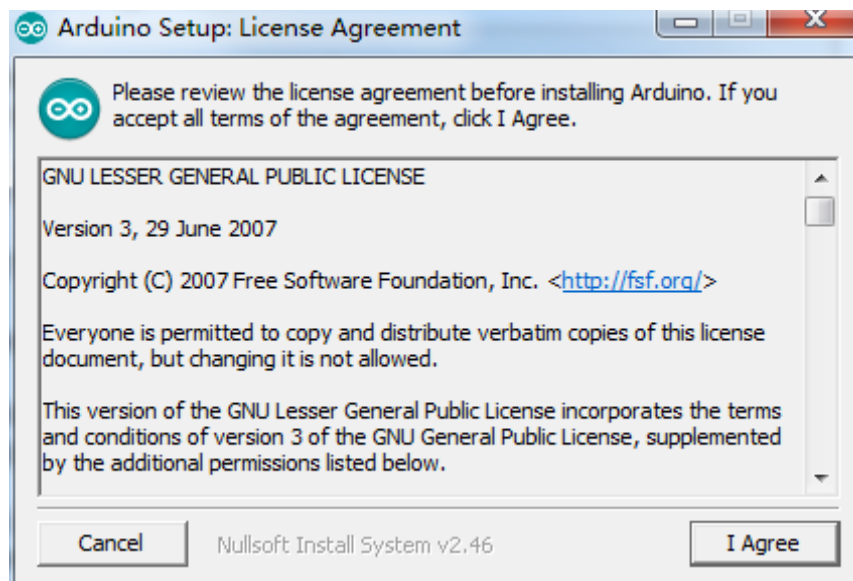 Arduino Setup: License Agreement
Please review the license agreement before installing Arduino. If you
accept all terms of the agreement, click I Agree.
GNU LESSER GENERAL PUBLIC LICENSE
Version 3, 29 June 2007
Copyright (C) 2007 Free Software Foundation, Inc. <http://fsf.org/>
Everyone is permitted to copy and distribute verbatim copies of this license
document, but changing it is not allowed.
This version of the GNU Lesser General Public License incorporates the terms
and conditions of version 3 of the GNU General Public License, supplemented
by the additional permissions listed below.
Cancel
Nullsoft Install System v2.46
I Agree